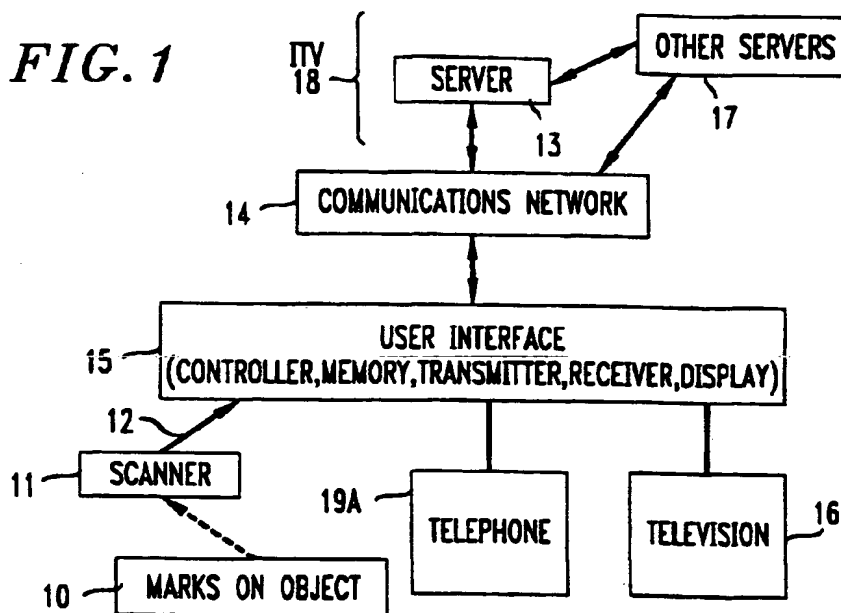 FIG. 1
ITV
18
SERVER
13
OTHER SERVERS
17
14
COMMUNICATIONS NETWORK
15
USER INTERFACE
(CONTROLLER,MEMORY,TRANSMITTER,RECEIVER,DISPLAY)
12
11
SCANNER
19A
TELEPHONE
TELEVISION
16
10
MARKS ON OBJECT